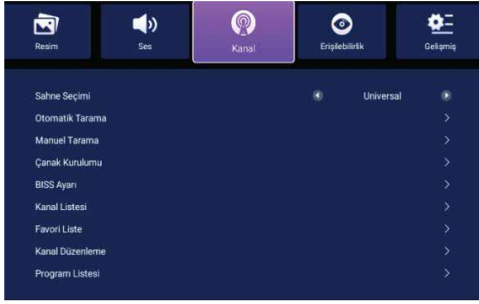 Resim
Ses
Kanal
Erişilebilirlik
Gelişmiş
Sahne Seçimi Universal
Otomatik Tarama
Manuel Tarama
Çanak Kurulumu
BISS Ayarı
Kanal Listesi
Favori Liste
Kanal Düzenleme
Program Listesi